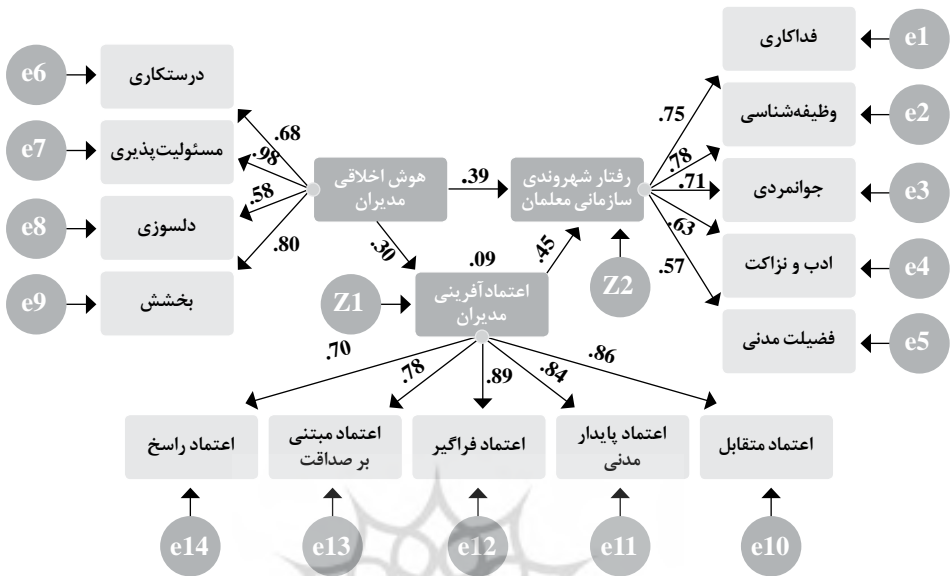 فداکاری
e1
e6
درستکاری
.68
.75
وظیفه‌شناسی
e2
e7
مسئولیت‌پذیری
.98
هوش اخلاقی
مدیران
.39
رفتار شهروندی
سازمانی معلمان
.78
.71
جوانمردی
e3
e8
دلسوزی
.58
.80
.30
.45
.63
.57
ادب و نزاکت
e4
e9
بخشش
Z1
.09
اعتمادآفرینی
مدیران
Z2
فضیلت مدنی
e5
.70
.78
.89
.84
.86
اعتماد راسخ
اعتماد مبتنی
بر صداقت
اعتماد فراگیر
اعتماد پایدار
مدنی
اعتماد متقابل
e14
e13
e12
e11
e10